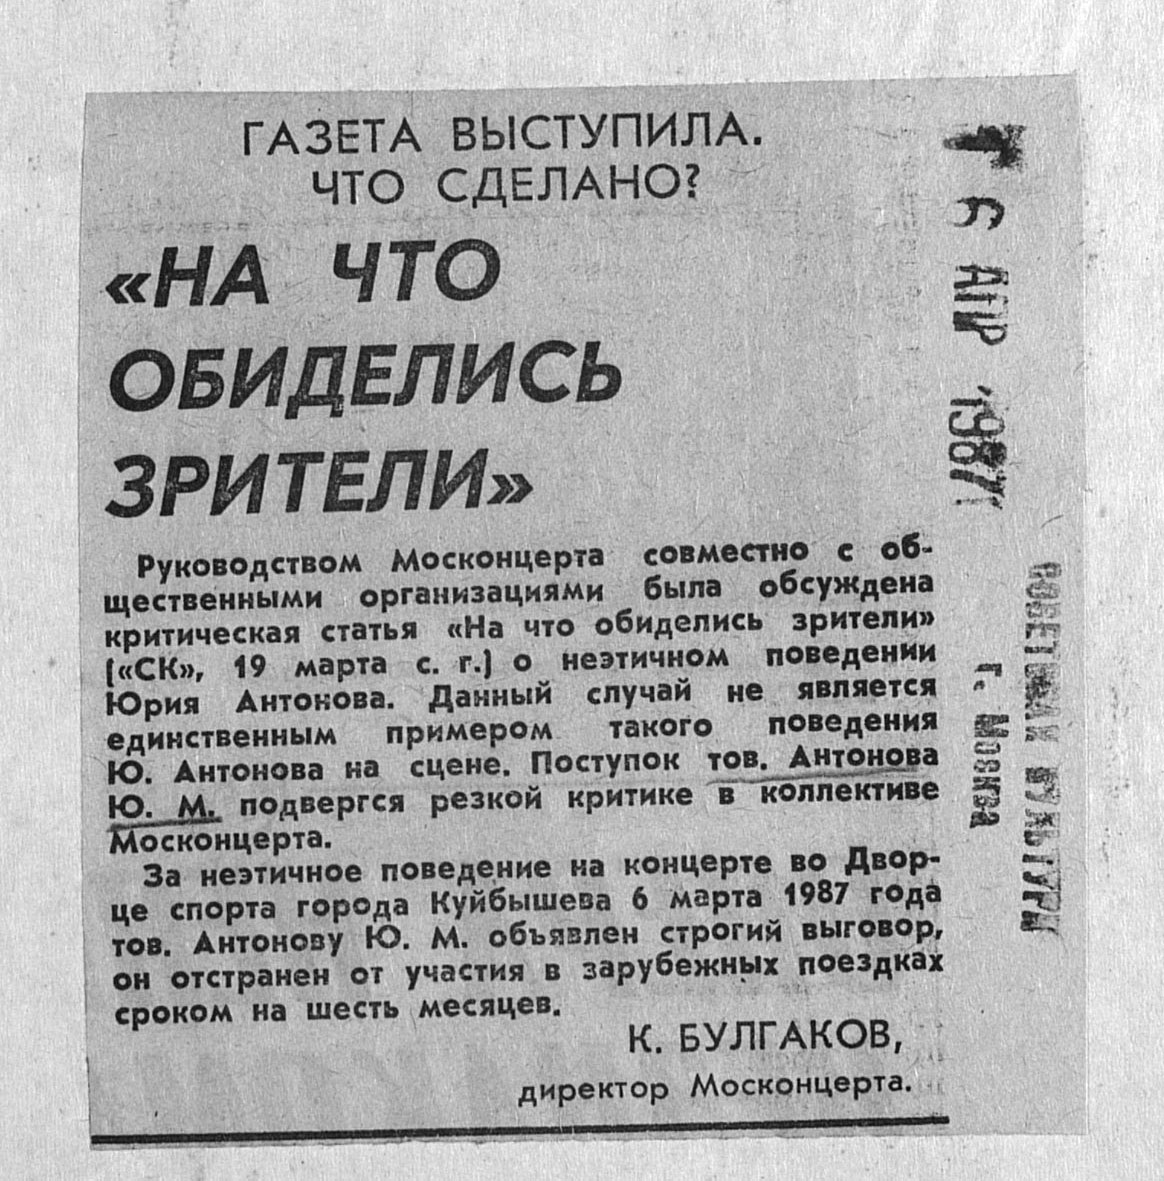 ГАЗЕТА ВЫСТУПИЛА.
ЧТО СДЕЛАНО?
«НА ЧТО
ОБИДЕЛИСЬ
ЗРИТЕЛИ»
Руководством Москонцерта совместно с об-
щественными организациями была обсуждена
критическая статья «На что обиделись зрители»
(«СК», 19 марта с. г.) о неэтичном поведении
Юрия Антонова. Данный случай не является
единственным примером такого поведения
Ю. Антонова на сцене. Поступок тов. Антонова
Ю. М. подвергся резкой критике в коллективе
Москонцерта.
За неэтичное поведение на концерте во Двор-
це спорта города Куйбышева 6 марта 1987 года
тов. Антонову Ю. М. объявлен строгий выговор,
он отстранен от участия в зарубежных поездках
сроком на шесть месяцев.
К. БУЛГАКОВ,
директор Москонцерта.
АПР 1987
г. Москва